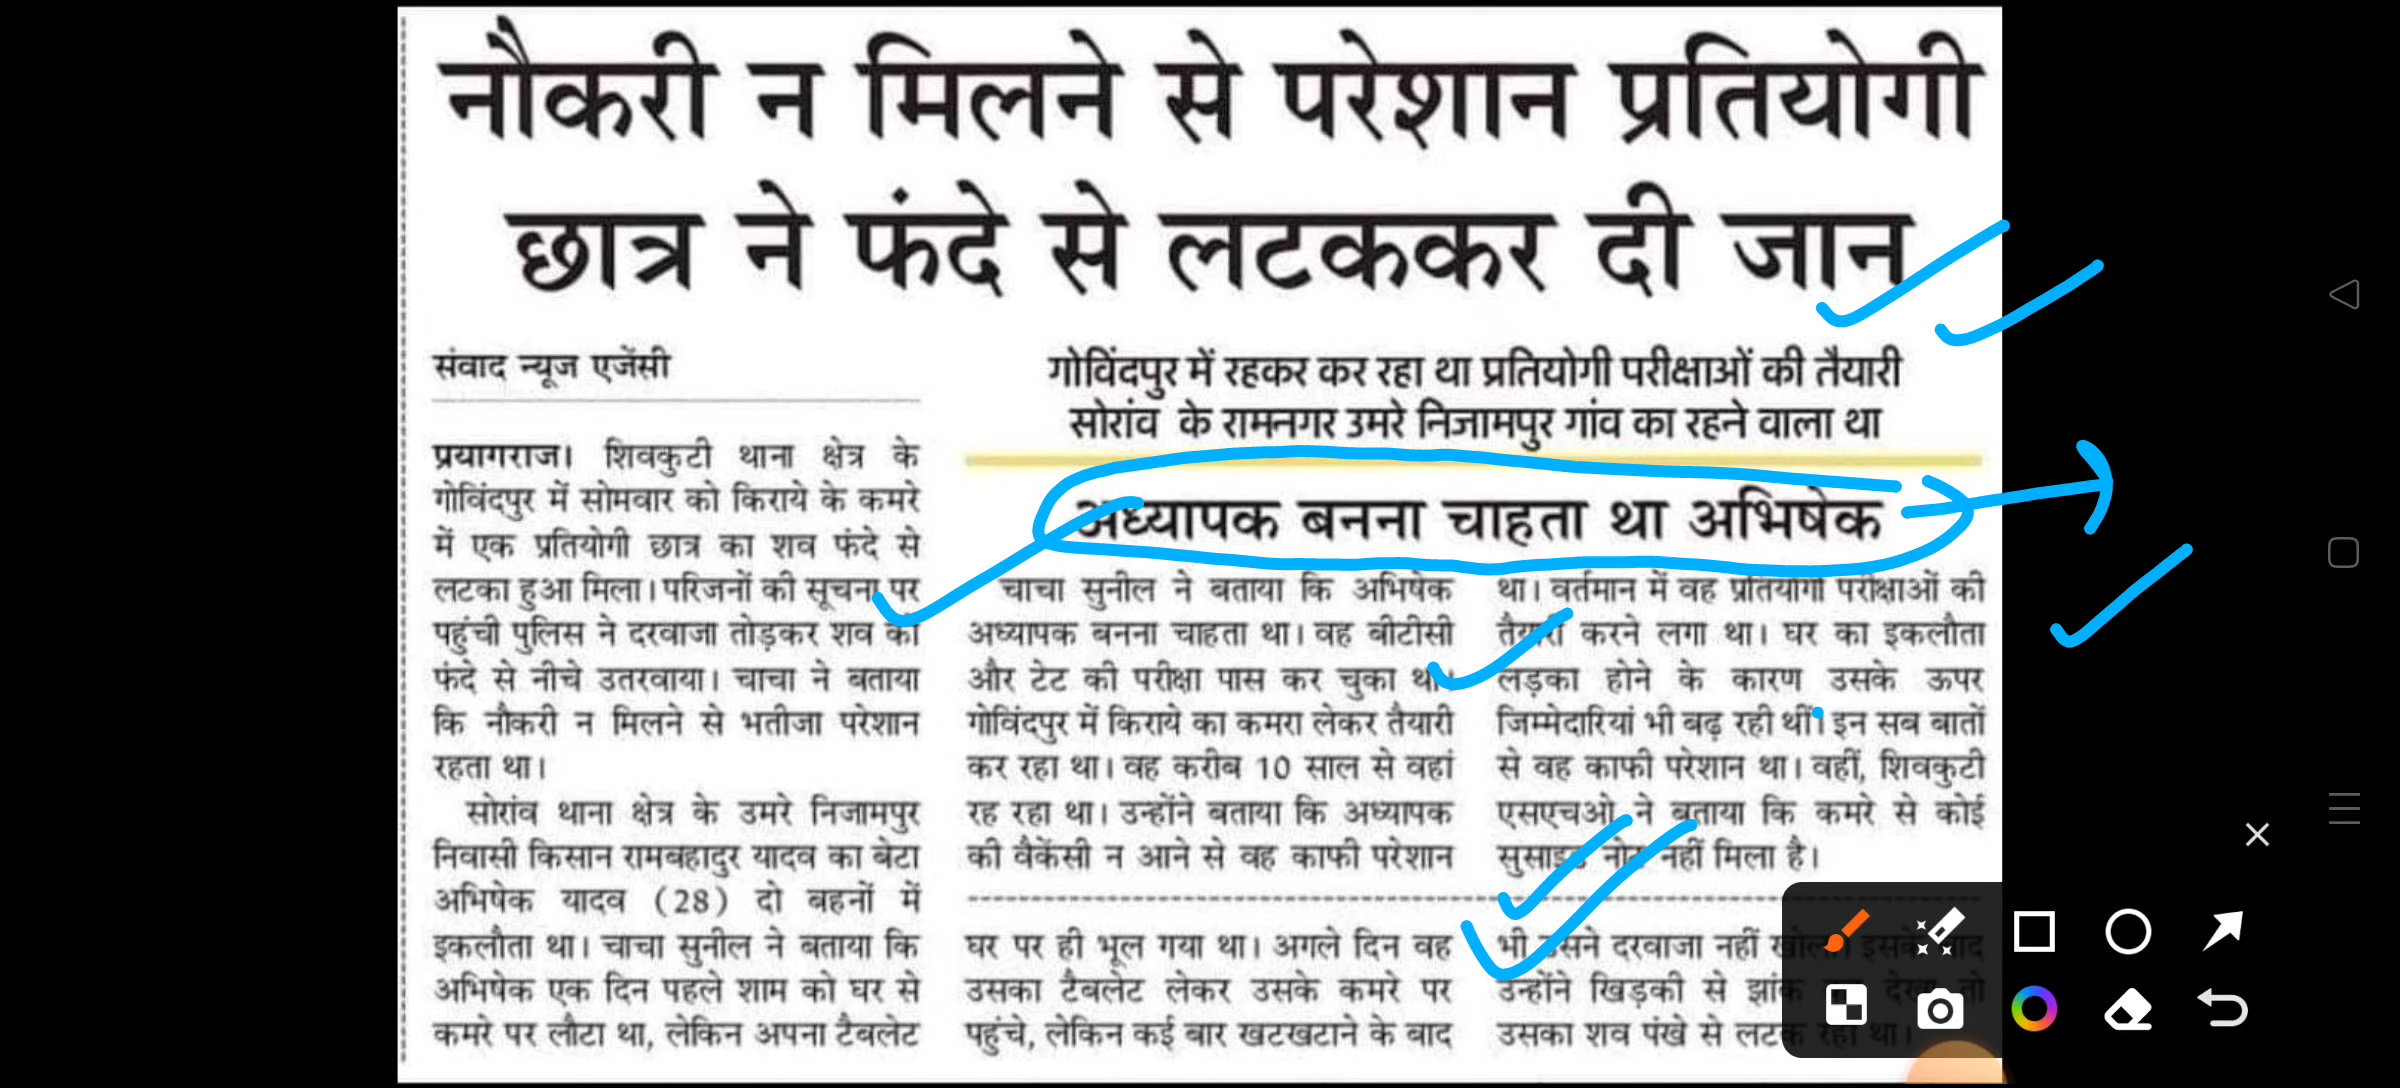 नौकरी न मिलने से परेशान प्रतियोगी
छात्र ने फंदे से लटककर दी जान
संवाद न्यूज एजेंसी
प्रयागराज। शिवकुटी थाना क्षेत्र के
गोविंदपुर में सोमवार को किराये के कमरे
में एक प्रतियोगी छात्र का शव फंदे से
लटका हुआ मिला। परिजनों की सूचना पर
पहुंची पुलिस ने दरवाजा तोड़कर शव को
फंदे से नीचे उतरवाया। चाचा ने बताया
कि नौकरी न मिलने से भतीजा परेशान
रहता था।
सोरांव थाना क्षेत्र के उमरे निजामपुर
निवासी किसान रामबहादुर यादव का बेटा
अभिषेक यादव (28) दो बहनों में
इकलौता था। चाचा सुनील ने बताया कि
अभिषेक एक दिन पहले शाम को घर से
कमरे पर लौटा था, लेकिन अपना टैबलेट
गोविंदपुर में रहकर कर रहा था प्रतियोगी परीक्षाओं की तैयारी
सोरांव के रामनगर उमरे निजामपुर गांव का रहने वाला था
अध्यापक बनना चाहता था अभिषेक
चाचा सुनील ने बताया कि अभिषेक
अध्यापक बनना चाहता था। वह बीटीसी
और टेट की परीक्षा पास कर चुका था।
गोविंदपुर में किराये का कमरा लेकर तैयारी
कर रहा था। वह करीब 10 साल से वहां
रह रहा था। उन्होंने बताया कि अध्यापक
की वैकेंसी न आने से वह काफी परेशान
था। वर्तमान में वह प्रतियोगी परीक्षाओं की
तैयारी करने लगा था। घर का इकलौता
लड़का होने के कारण उसके ऊपर
जिम्मेदारियां भी बढ़ रही थीं। इन सब बातों
से वह काफी परेशान था। वहीं, शिवकुटी
एसएचओ ने बताया कि कमरे से कोई
सुसाइड नोट नहीं मिला है।
घर पर ही भूल गया था। अगले दिन वह
उसका टैबलेट लेकर उसके कमरे पर
पहुंचे, लेकिन कई बार खटखटाने के बाद
भी उसने दरवाजा नहीं खोला। इसके बाद
उन्होंने खिड़की से झांक देखा तो
उसका शव पंखे से लटक रहा था।